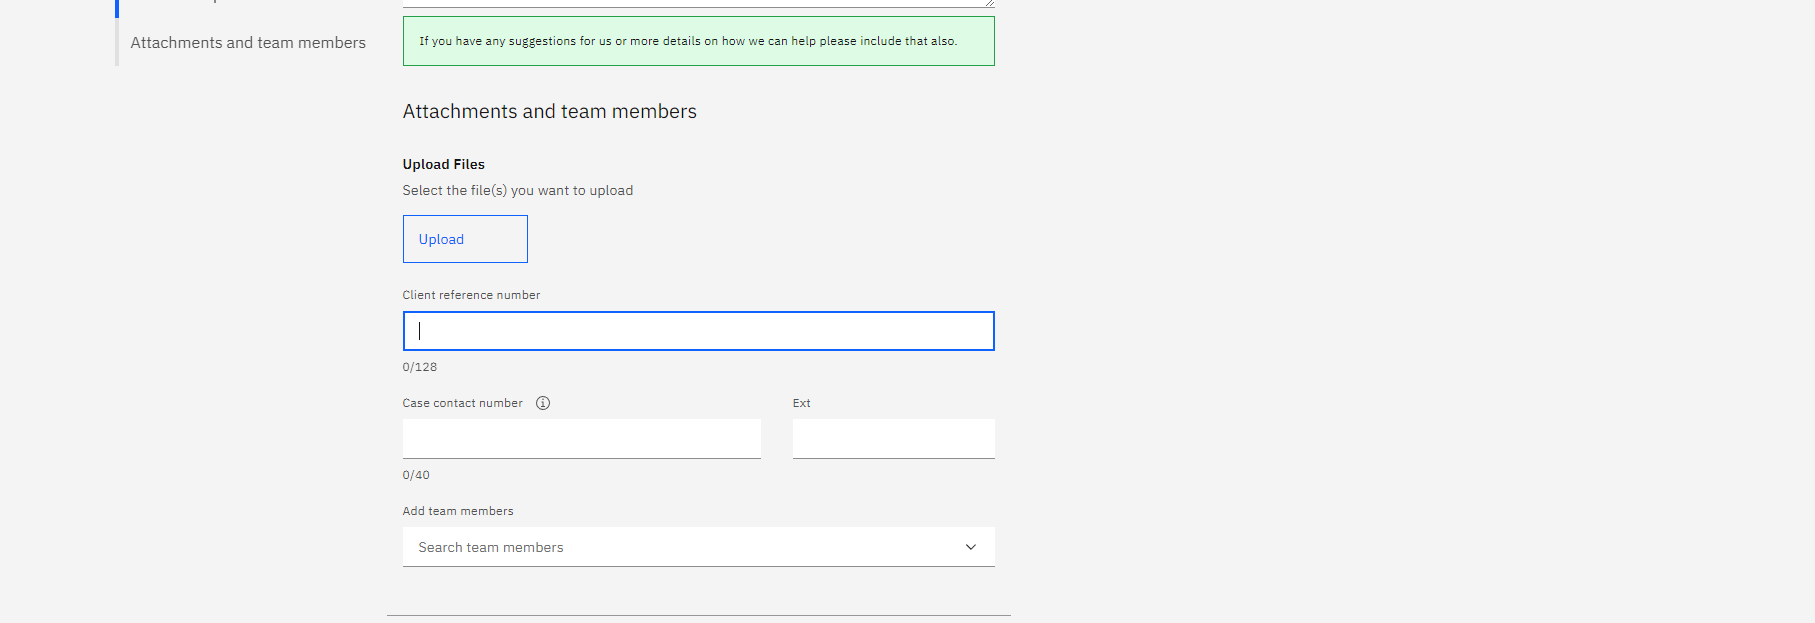 Attachments and team members
If you have any suggestions for us or more details on how we can help please include that also.
Attachments and team members
Upload Files
Select the file(s) you want to upload
Upload
Client reference number
0/128
Case contact number
Ext
0/40
Add team members
Search team members